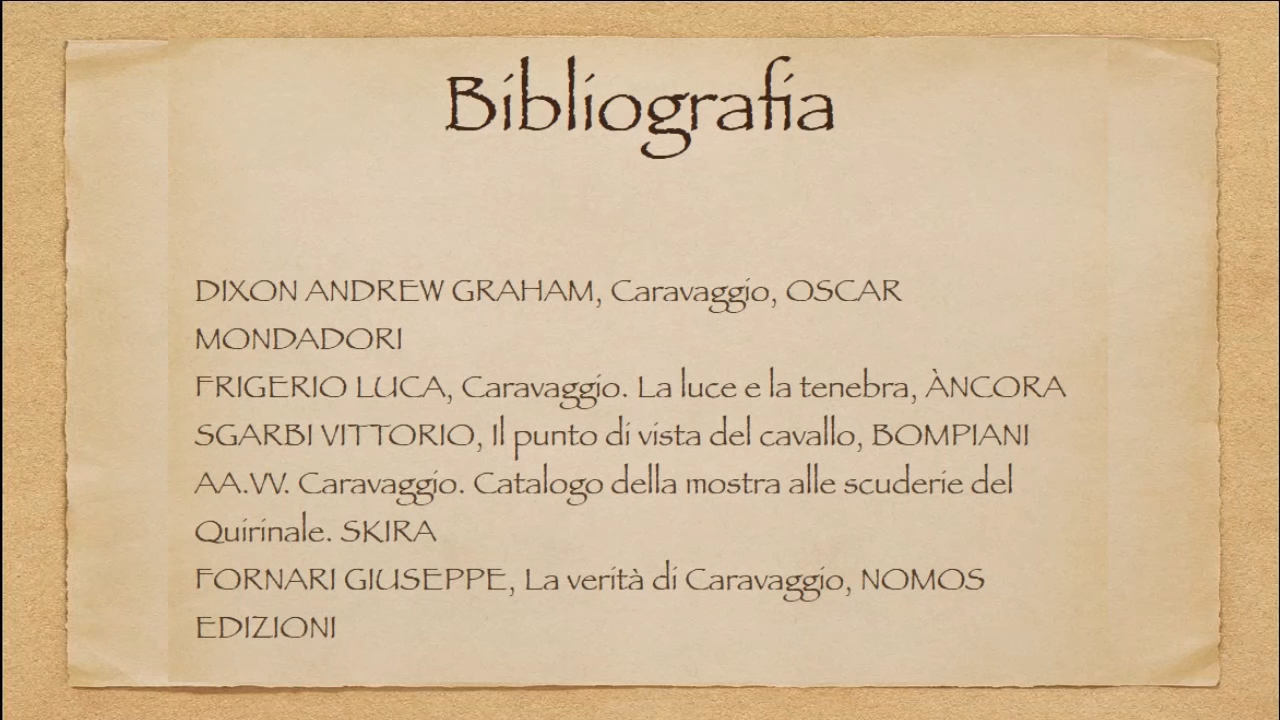 Bibliografia
DIXON ANDREW GRAHAM, Caravaggio, OSCAR
MONDADORI
FRIGERIO LUCA, Caravaggio. La luce e la tenebra, ÀNCORA
SGARBI VITTORIO, Il punto di vista del cavallo, BOMPIANI
AA.VV. Caravaggio. Catalogo della mostra alle scuderie del
Quirinale. SKIRA
FORNARI GIUSEPPE, La verità di Caravaggio, NOMOS
EDIZIONI